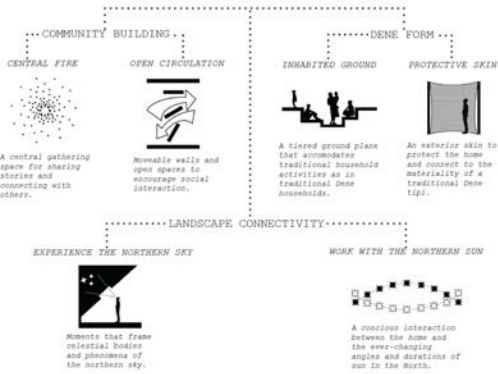 COMMUNITY BUILDING
DENE FORM
CENTRAL FIRE
OPEN CIRCULATION
INHABITED GROUND
PROTECTIVE SKIN
A central gathering
space for sharing
stories and
connecting with
others.
Moveable walls and
open spaces to
encourage social
interaction.
A tiered ground plane
that accomodates
traditional household
activities as in
traditional Dene
households.
An exterior skin to
protect the home
and connect to the
materiality of a
traditional Dene
tipi.
LANDSCAPE CONNECTIVITY
EXPERIENCE THE NORTHERN SKY
WORK WITH THE NORTHERN SUN
Moments that frame
celestial bodies
and phenomena of
the northern sky.
A concious interaction
between the home and
the ever-changing
angles and durations of
sun In the North.